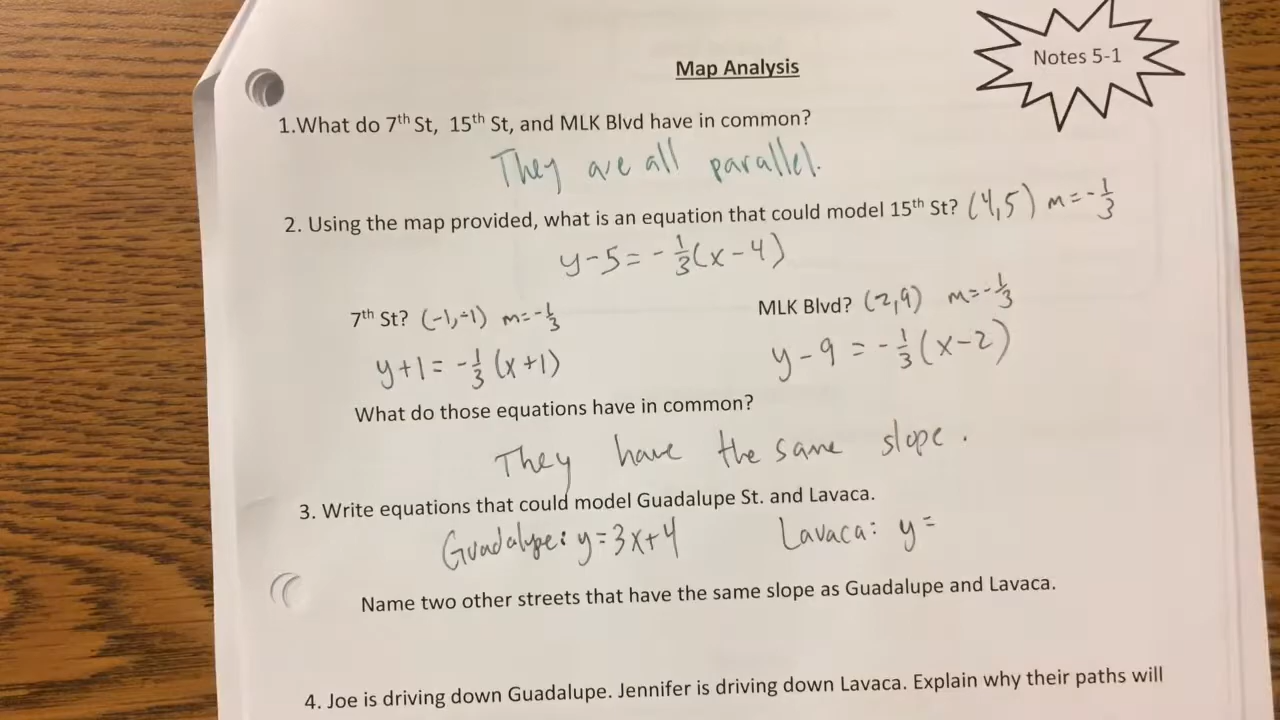 Map Analysis
Notes 5-1
1.What do 7th St, 15th St, and MLK Blvd have in common?
They are all parallel.
2. Using the map provided, what is an equation that could model 15th St? (4,5) m=-1/3
y-5=-1/3(x-4)
7th St? (-1,-1) m=-1/3
y+1=-1/3(x+1)
MLK Blvd? (2,9) m=-1/3
y-9=-1/3(x-2)
What do those equations have in common?
They have the same slope.
3. Write equations that could model Guadalupe St. and Lavaca.
Guadalupe: y=3x+4 Lavaca: y=
Name two other streets that have the same slope as Guadalupe and Lavaca.
4. Joe is driving down Guadalupe. Jennifer is driving down Lavaca. Explain why their paths will